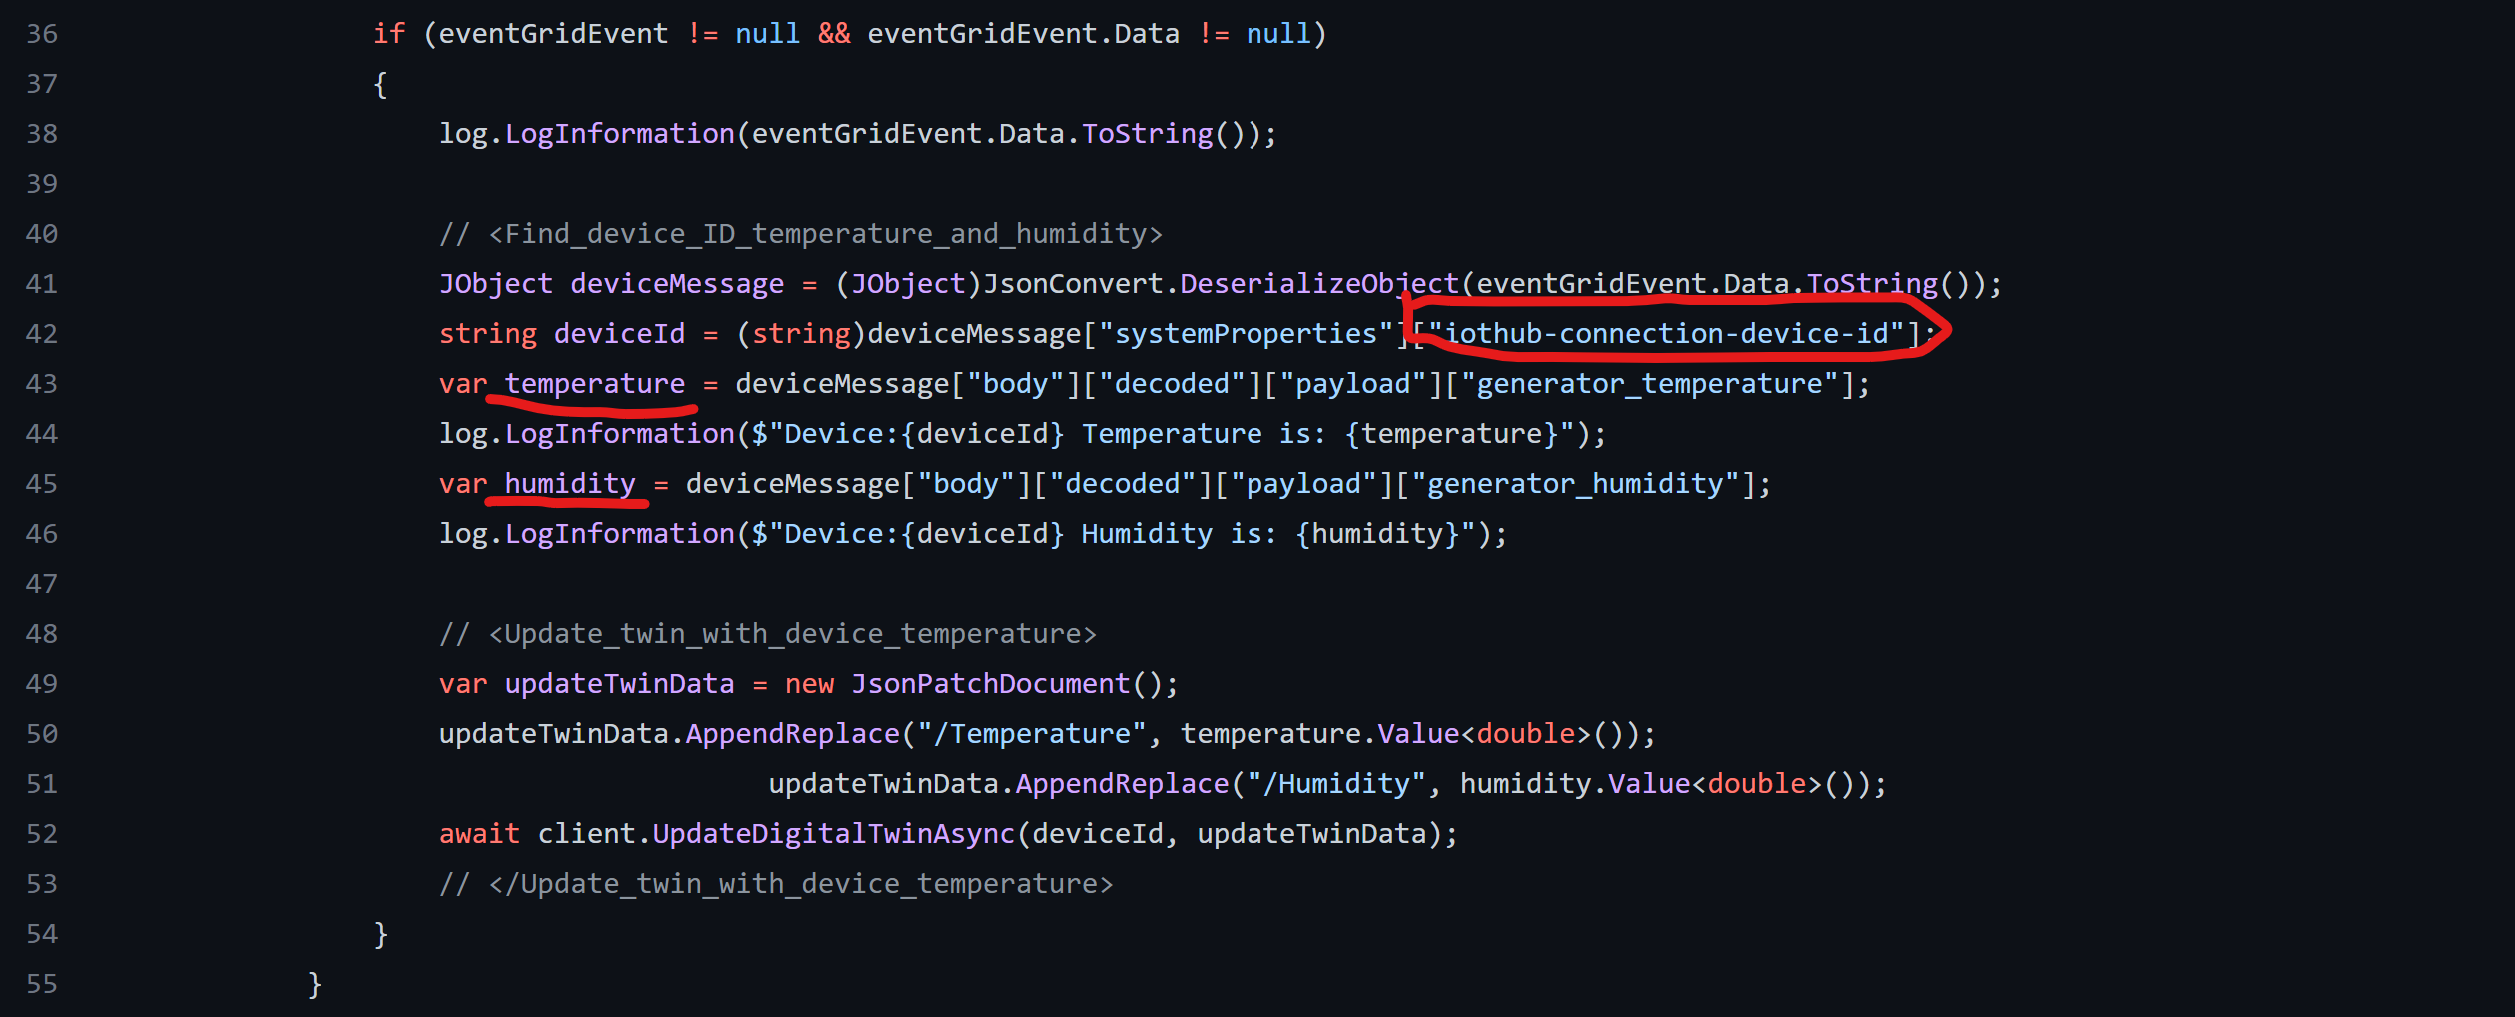 36 if (eventGridEvent != null && eventGridEvent.Data != null)
37 {
38 log.LogInformation(eventGridEvent.Data.ToString());
39
40 // <Find_device_ID_temperature_and_humidity>
41 JObject deviceMessage = (JObject)JsonConvert.DeserializeObject(eventGridEvent.Data.ToString());
42 string deviceId = (string)deviceMessage["systemProperties"]["iothub-connection-device-id"];
43 var temperature = deviceMessage["body"]["decoded"]["payload"]["generator_temperature"];
44 log.LogInformation($"Device:{deviceId} Temperature is: {temperature}");
45 var humidity = deviceMessage["body"]["decoded"]["payload"]["generator_humidity"];
46 log.LogInformation($"Device:{deviceId} Humidity is: {humidity}");
47
48 // <Update_twin_with_device_temperature>
49 var updateTwinData = new JsonPatchDocument();
50 updateTwinData.AppendReplace("/Temperature", temperature.Value<double>());
51 updateTwinData.AppendReplace("/Humidity", humidity.Value<double>());
52 await client.UpdateDigitalTwinAsync(deviceId, updateTwinData);
53 // </Update_twin_with_device_temperature>
54 }
55 }